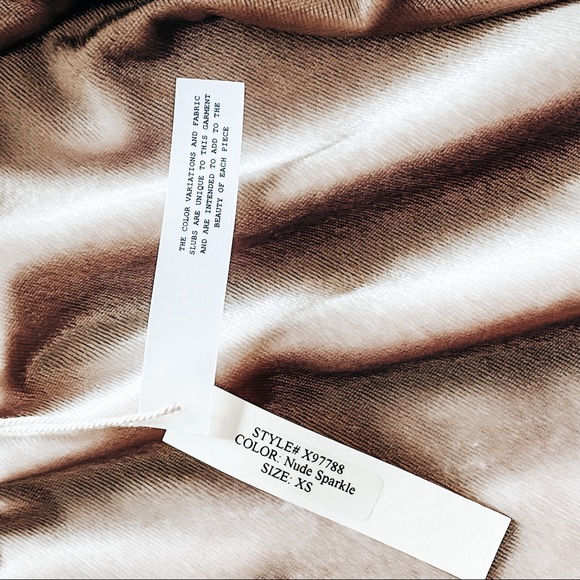 THE COLOR VARIATIONS AND FABRIC
SLUBS ARE UNIQUE TO THIS GARMENT
AND ARE INTENDED TO ADD TO THE
BEAUTY OF EACH PIECE
STYLE# X97788
COLOR: Nude Sparkle
SIZE: XS